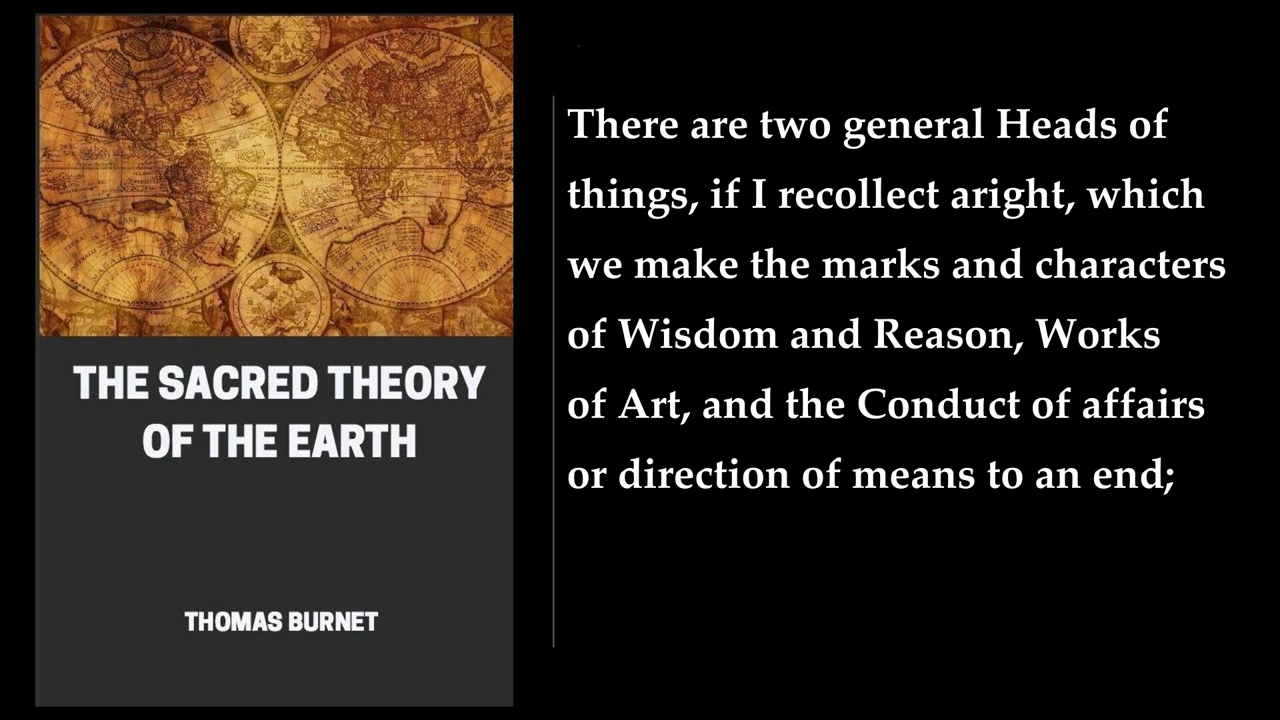 THE SACRED THEORY
OF THE EARTH
THOMAS BURNET
There are two general Heads of
things, if I recollect aright, which
we make the marks and characters
of Wisdom and Reason, Works
of Art, and the Conduct of affairs
or direction of means to an end;